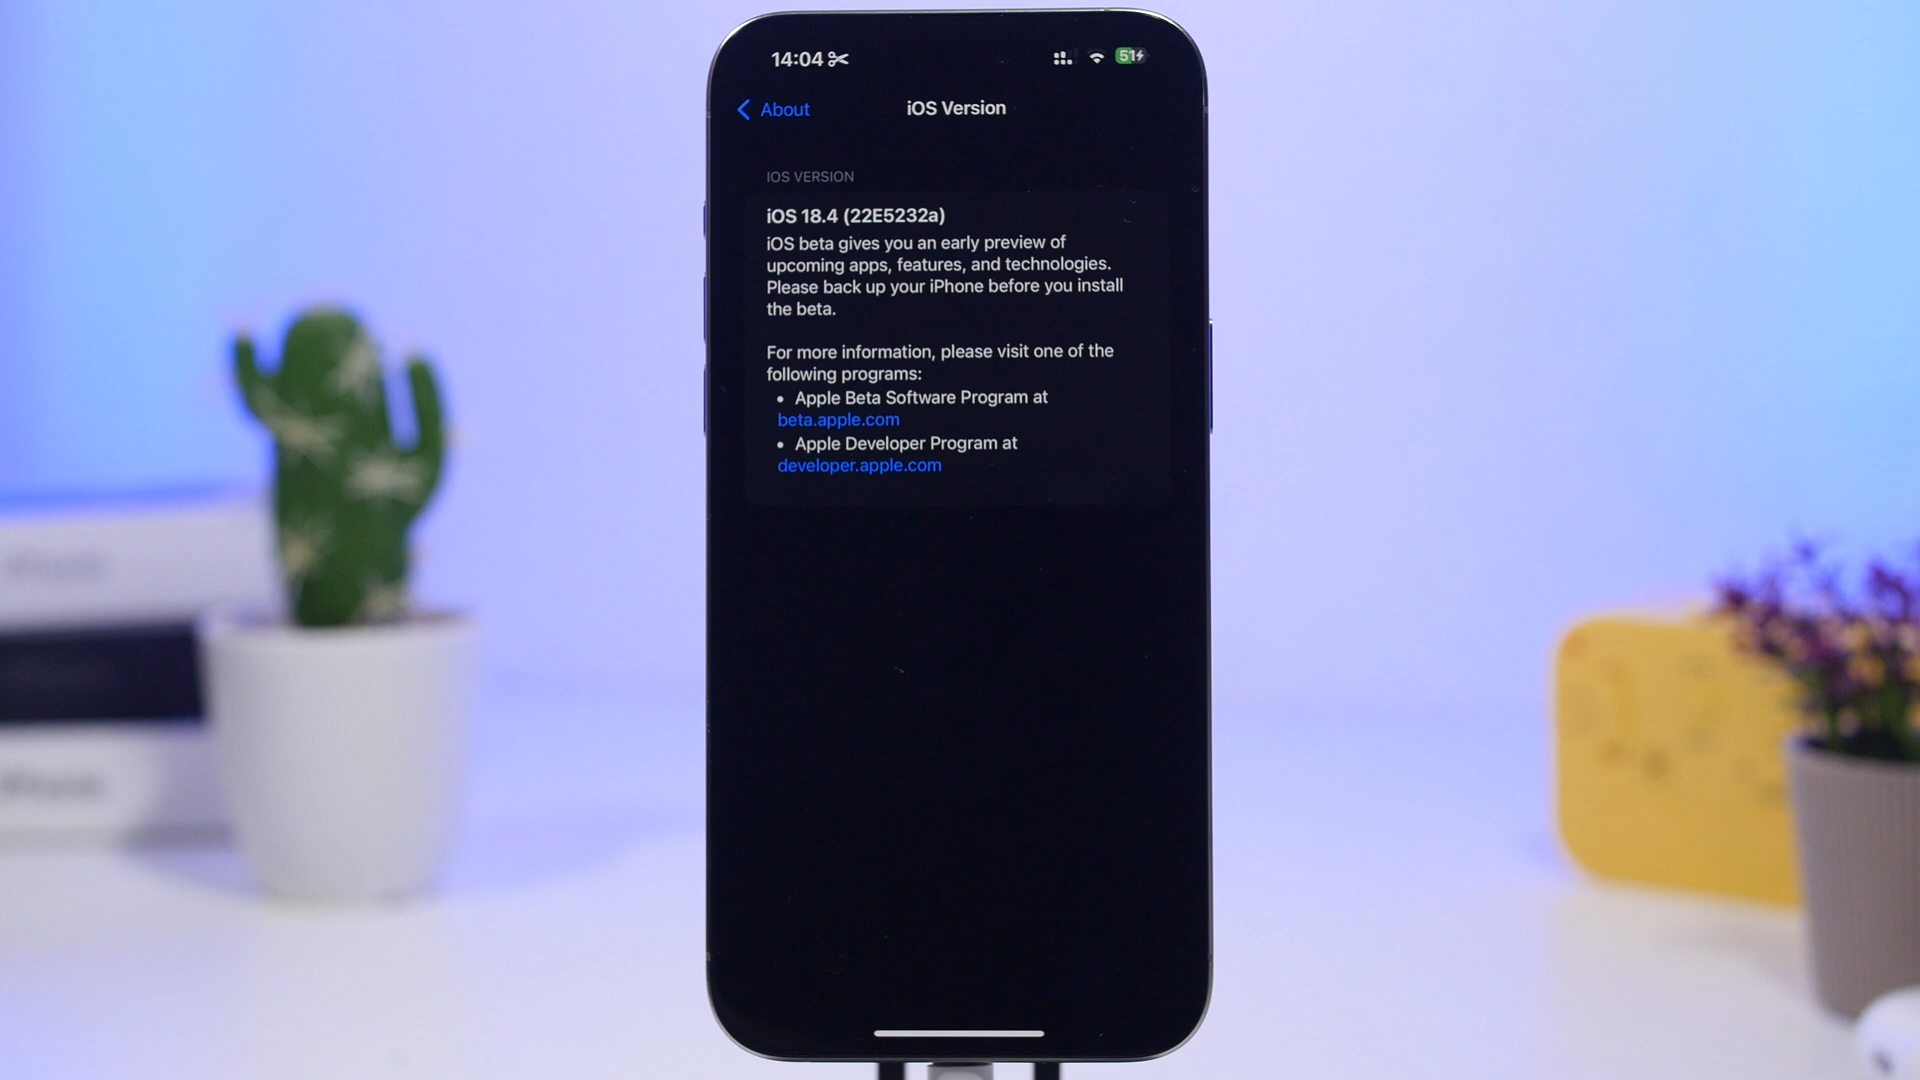 14:04
51
About
iOS Version
IOS VERSION
iOS 18.4 (22E5232a)
iOS beta gives you an early preview of
upcoming apps, features, and technologies.
Please back up your iPhone before you install
the beta.
For more information, please visit one of the
following programs:
• Apple Beta Software Program at
beta.apple.com
• Apple Developer Program at
developer.apple.com